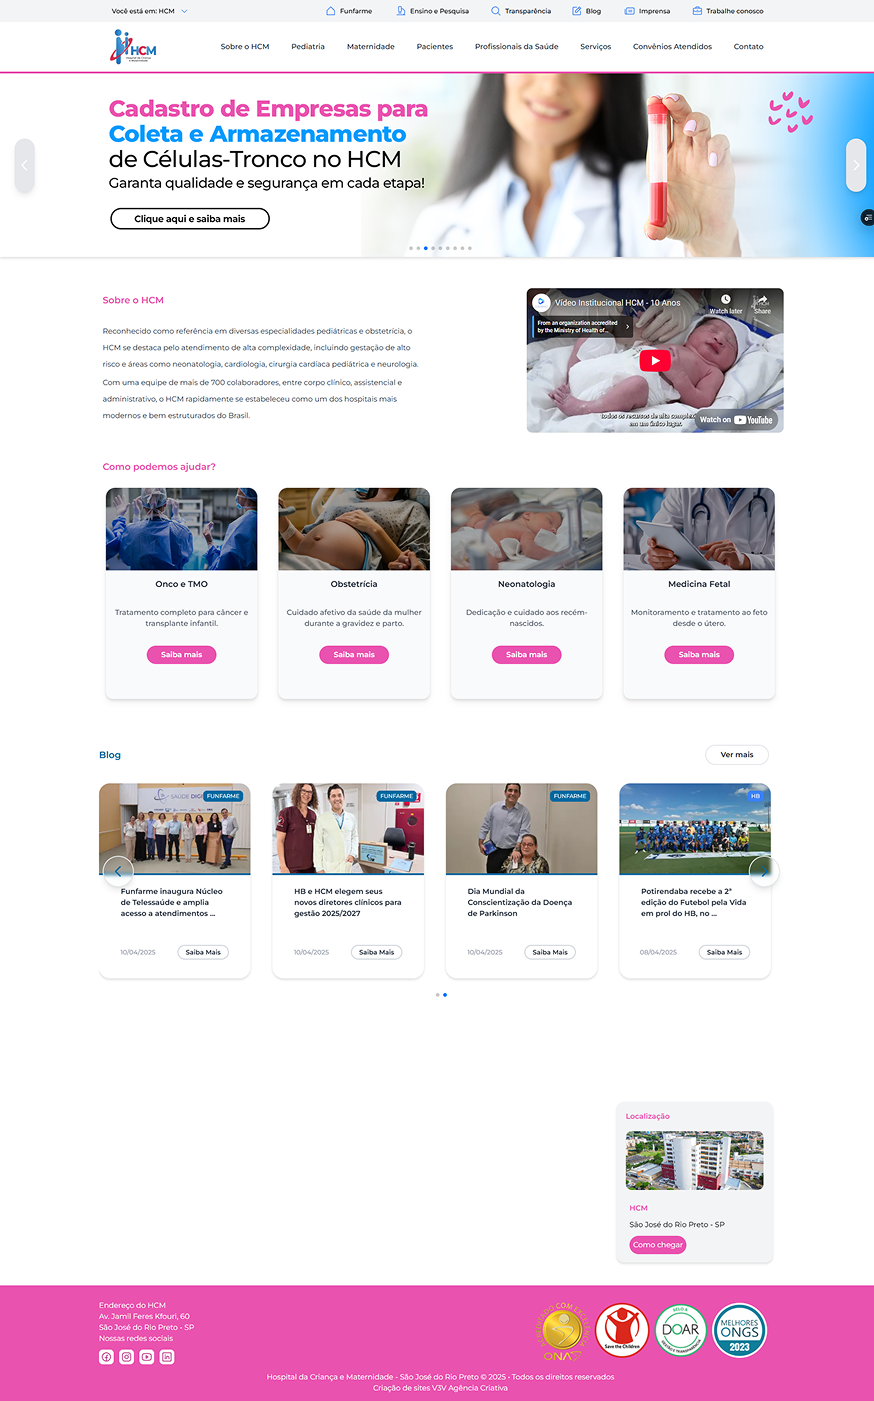 Você está em: HCM
Funfarme
Ensino e Pesquisa
Transparência
Blog
Imprensa
Trabalhe conosco
HCM
Sobre o HCM
Pediatria
Maternidade
Pacientes
Profissionais da Saúde
Serviços
Convênios Atendidos
Contato
Cadastro de Empresas para
Coleta e Armazenamento
de Células-Tronco no HCM
Garanta qualidade e segurança em cada etapa!
Clique aqui e saiba mais
Sobre o HCM
Reconhecido como referência em diversas especialidades pediátricas e obstetrícia, o
HCM se destaca pelo atendimento de alta complexidade, incluindo gestação de alto
risco e áreas como neonatologia, cardiologia, cirurgia cardíaca pediátrica e neurologia.
Com uma equipe de mais de 700 colaboradores, entre corpo clínico, assistencial e
administrativo, o HCM rapidamente se estabeleceu como um dos hospitais mais
modernos e bem estruturados do Brasil.
Vídeo Institucional HCM - 10 Anos
Watch later
Share
From an organization accredited
by the Ministry of Health of...
todos os recursos de alta complex
em um único lugar.
Watch on YouTube
Como podemos ajudar?
Onco e TMO
Tratamento completo para câncer e
transplante infantil.
Saiba mais
Obstetrícia
Cuidado afetivo da saúde da mulher
durante a gravidez e parto.
Saiba mais
Neonatologia
Dedicação e cuidado aos recém-
nascidos.
Saiba mais
Medicina Fetal
Monitoramento e tratamento ao feto
desde o útero.
Saiba mais
Blog
Ver mais
SAÚDE DIGI
FUNFARME
Funfarme inaugura Núcleo
de Telessaúde e amplia
acesso a atendimentos ...
10/04/2025
Saiba Mais
FUNFARME
HB e HCM elegem seus
novos diretores clínicos para
gestão 2025/2027
10/04/2025
Saiba Mais
FUNFARME
Dia Mundial da
Conscientização da Doença
de Parkinson
10/04/2025
Saiba Mais
HB
Potirendaba recebe a 2ª
edição do Futebol pela Vida
em prol do HB, no ...
08/04/2025
Saiba Mais
Localização
HCM
São José do Rio Preto - SP
Como chegar
Endereço do HCM
Av. Jamil Feres Kfouri, 60
São José do Rio Preto - SP
Nossas redes sociais
ACREDITADO COM EXCELÊNCIA
ONA
Save the Children
SELO A
DOAR
GESTÃO E TRANSPARÊNCIA
MELHORES
ONGS
2023
Hospital da Criança e Maternidade - São José do Rio Preto © 2025 • Todos os direitos reservados
Criação de sites V3V Agência Criativa